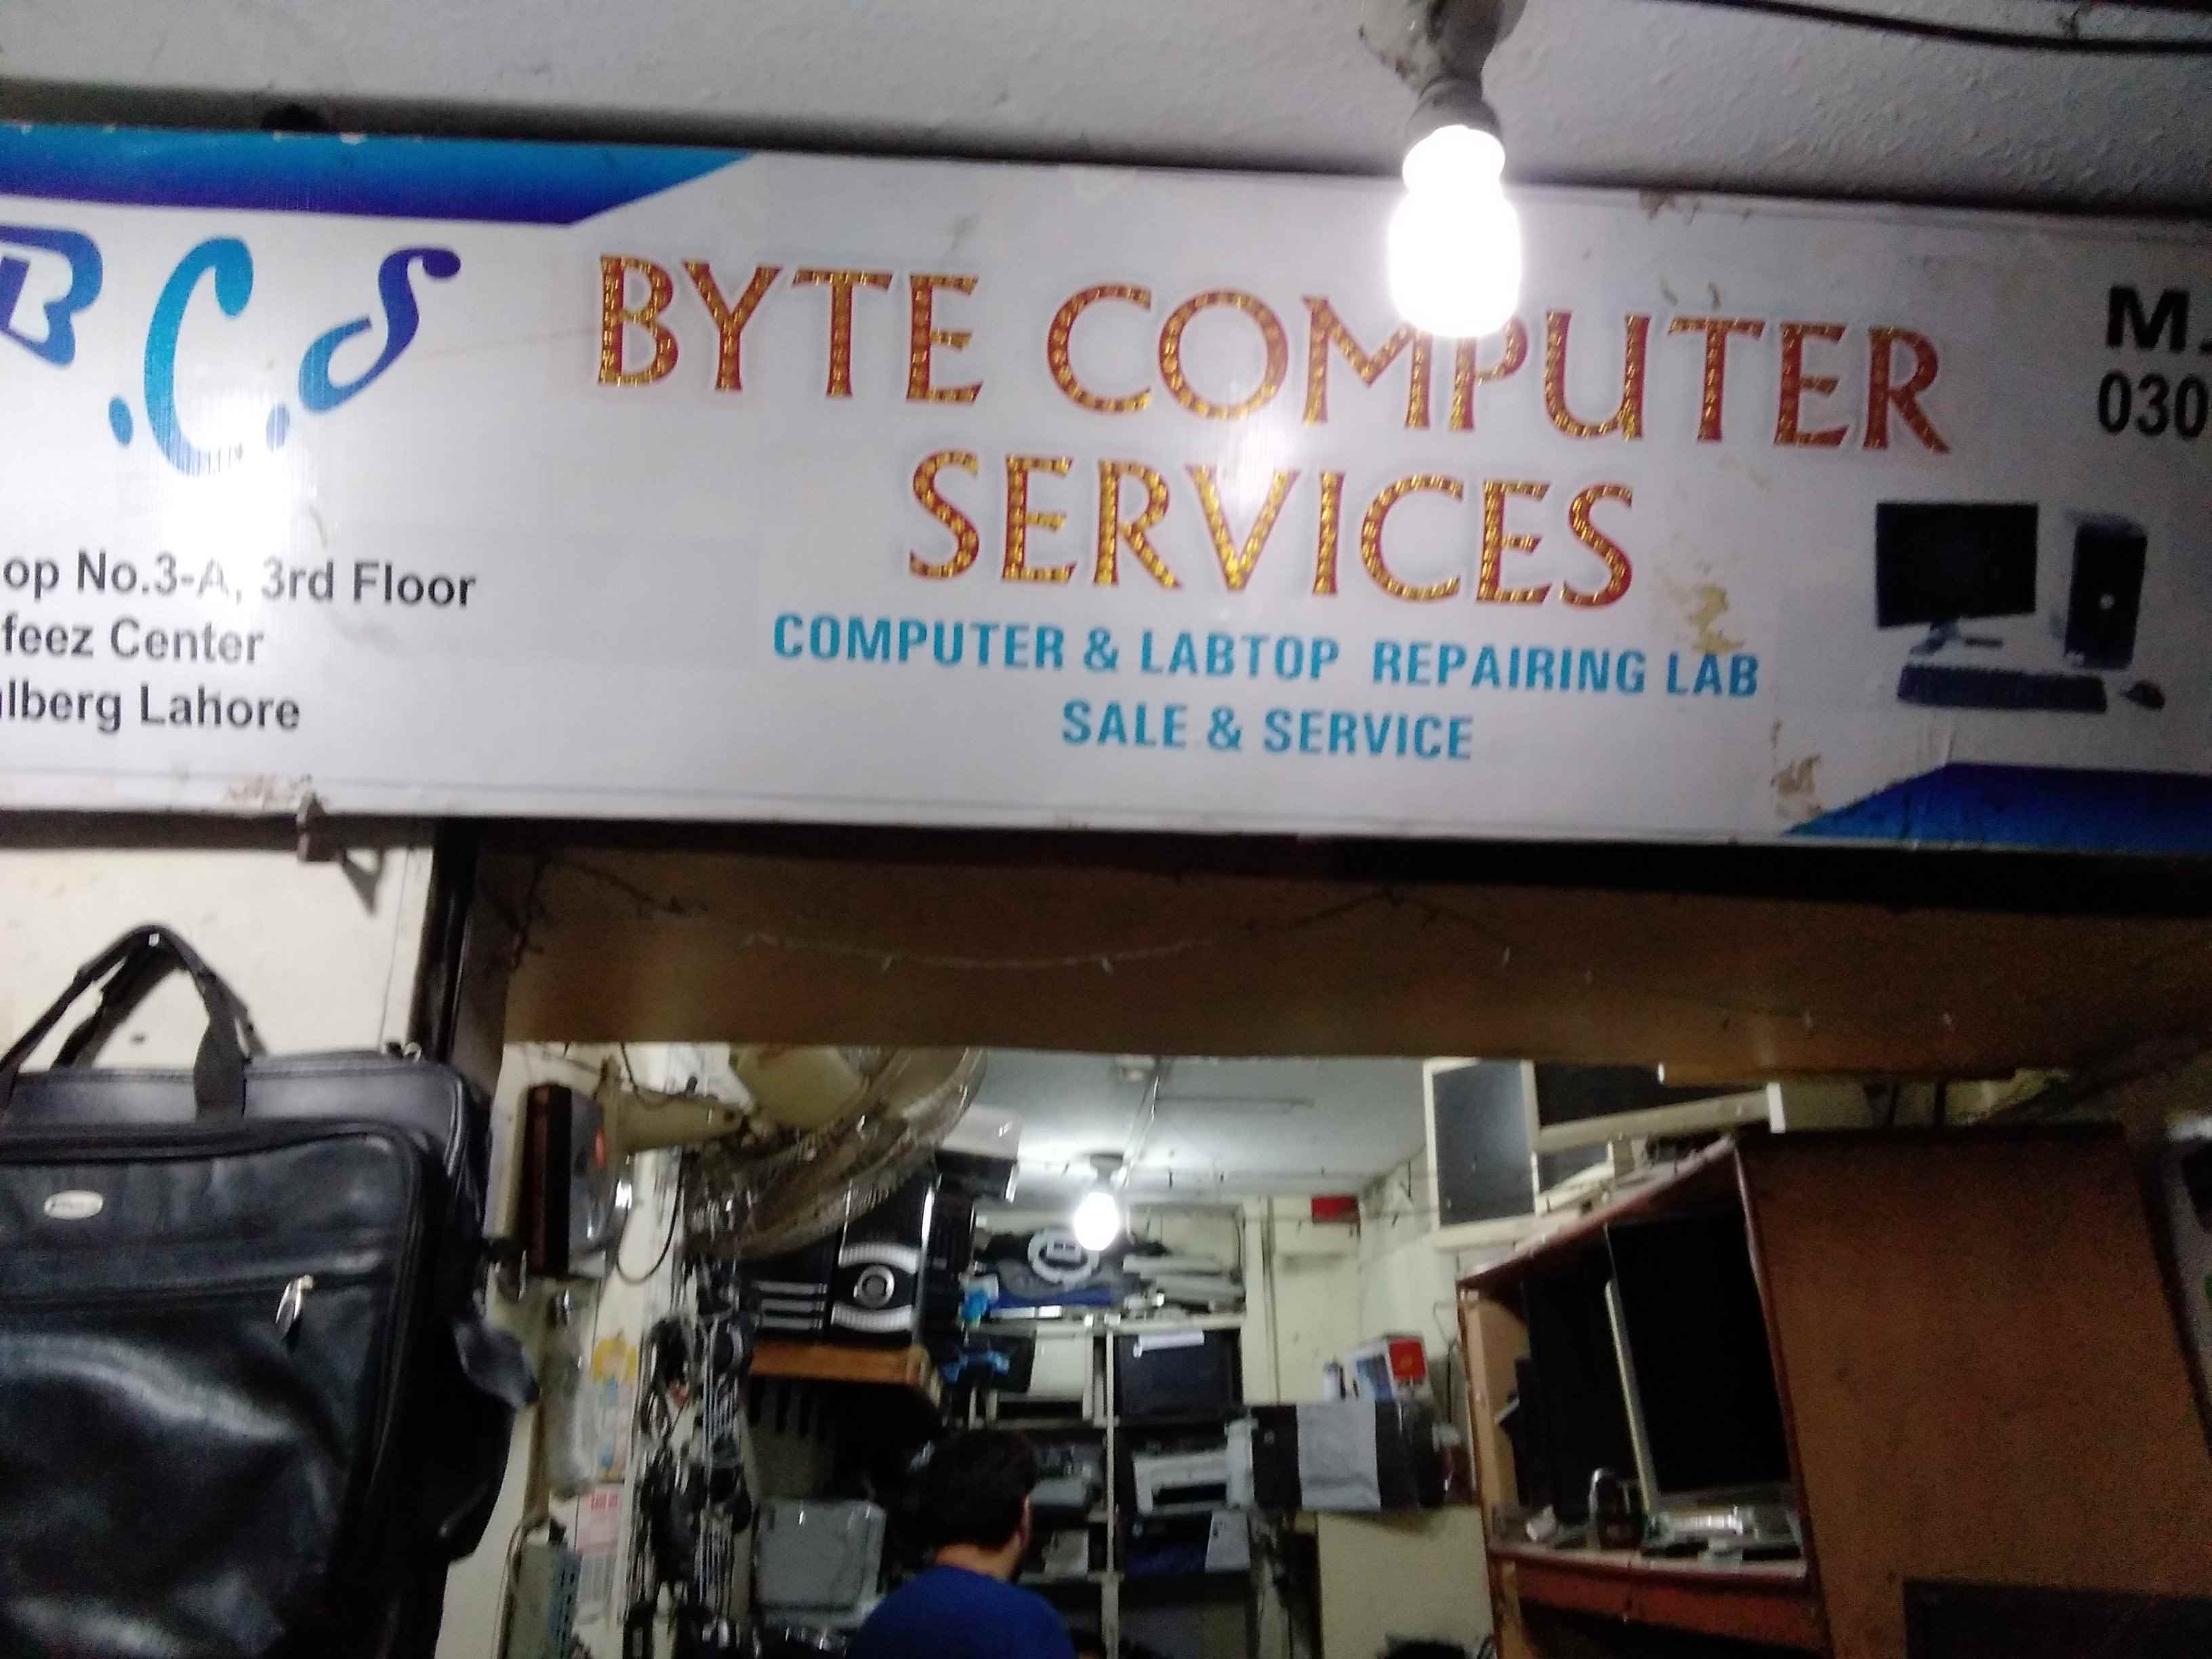 B.C.S
BYTE COMPUTER
SERVICES
COMPUTER & LABTOP REPAIRING LAB
SALE & SERVICE
op No.3-A, 3rd Floor
feez Center
lberg Lahore
M.
030